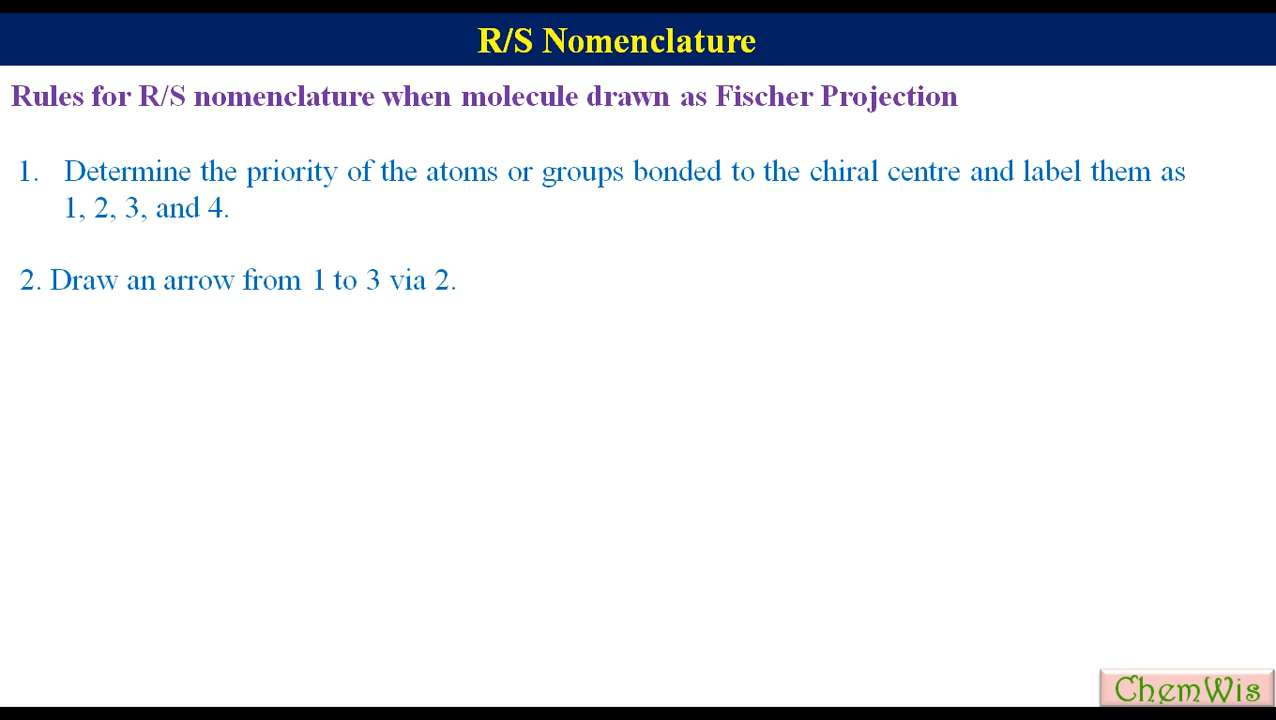 R/S Nomenclature
Rules for R/S nomenclature when molecule drawn as Fischer Projection
1. Determine the priority of the atoms or groups bonded to the chiral centre and label them as
1, 2, 3, and 4.
2. Draw an arrow from 1 to 3 via 2.
ChemWis